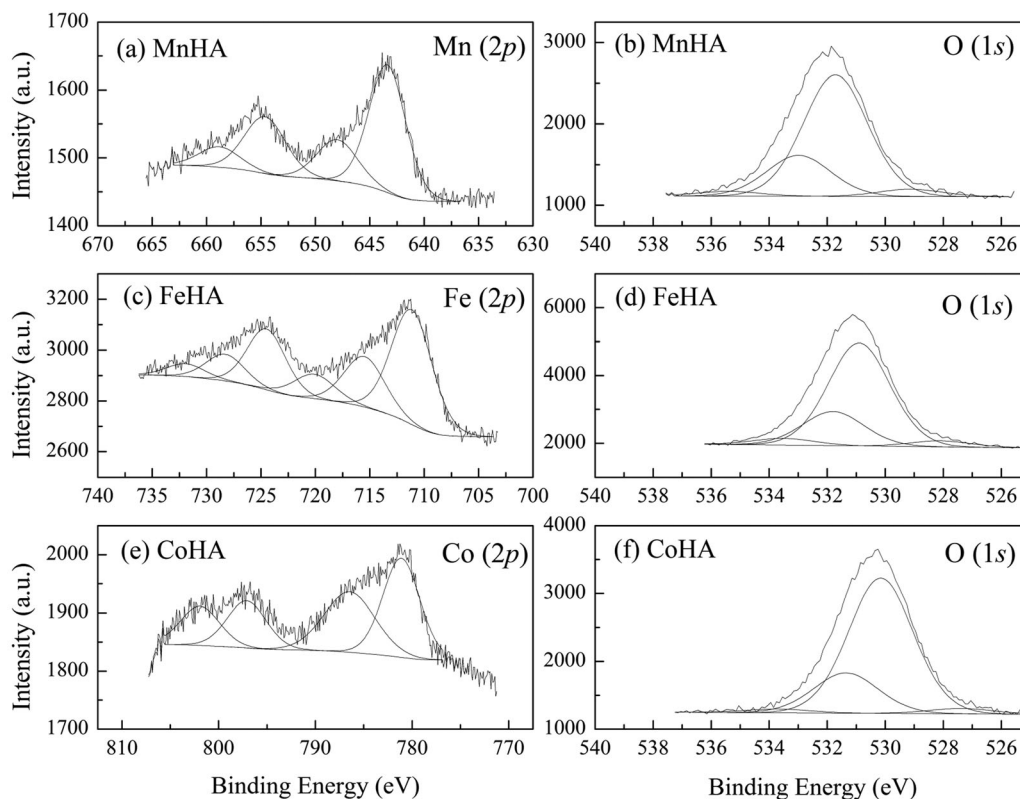 (a) MnHA
Mn (2p)
Intensity (a.u.)
1700
1600
1500
1400
670 665 660 655 650 645 640 635 630
(b) MnHA
O (1s)
3000
2000
1000
540 538 536 534 532 530 528 526
(c) FeHA
Fe (2p)
Intensity (a.u.)
3200
3000
2800
2600
740 735 730 725 720 715 710 705 700
(d) FeHA
O (1s)
6000
4000
2000
540 538 536 534 532 530 528 526
(e) CoHA
Co (2p)
Intensity (a.u.)
2000
1900
1800
1700
810 800 790 780 770
Binding Energy (eV)
(f) CoHA
O (1s)
4000
3000
2000
1000
540 538 536 534 532 530 528 526
Binding Energy (eV)